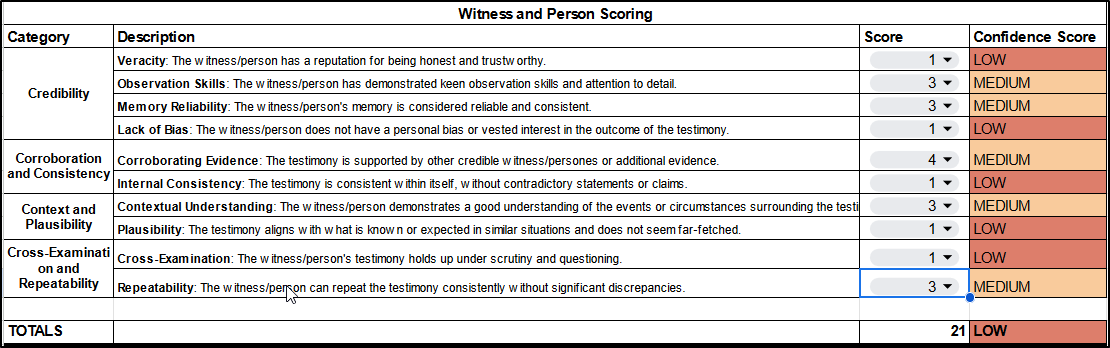 Witness and Person Scoring
Category Description Score Confidence Score
Credibility
Veracity: The witness/person has a reputation for being honest and trustworthy. 1 LOW
Observation Skills: The witness/person has demonstrated keen observation skills and attention to detail. 3 MEDIUM
Memory Reliability: The witness/person's memory is considered reliable and consistent. 3 MEDIUM
Lack of Bias: The witness/person does not have a personal bias or vested interest in the outcome of the testimony. 1 LOW
Corroboration
and Consistency
Corroborating Evidence: The testimony is supported by other credible witness/persones or additional evidence. 4 MEDIUM
Internal Consistency: The testimony is consistent within itself, without contradictory statements or claims. 1 LOW
Context and
Plausibility
Contextual Understanding: The witness/person demonstrates a good understanding of the events or circumstances surrounding the testi 3 MEDIUM
Plausibility: The testimony aligns with what is known or expected in similar situations and does not seem far-fetched. 1 LOW
Cross-Examinati
on and
Repeatability
Cross-Examination: The witness/person's testimony holds up under scrutiny and questioning. 1 LOW
Repeatability: The witness/person can repeat the testimony consistently without significant discrepancies. 3 MEDIUM
TOTALS 21 LOW